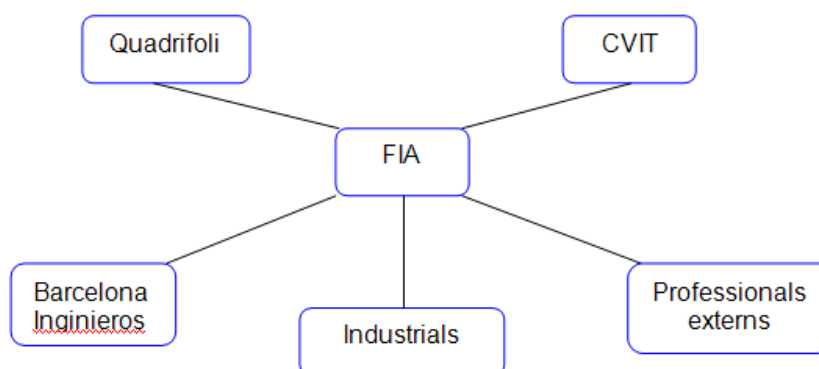 Quadrifoli
CVIT
FIA
Barcelona
Inginieros
Industrials
Professionals
externs